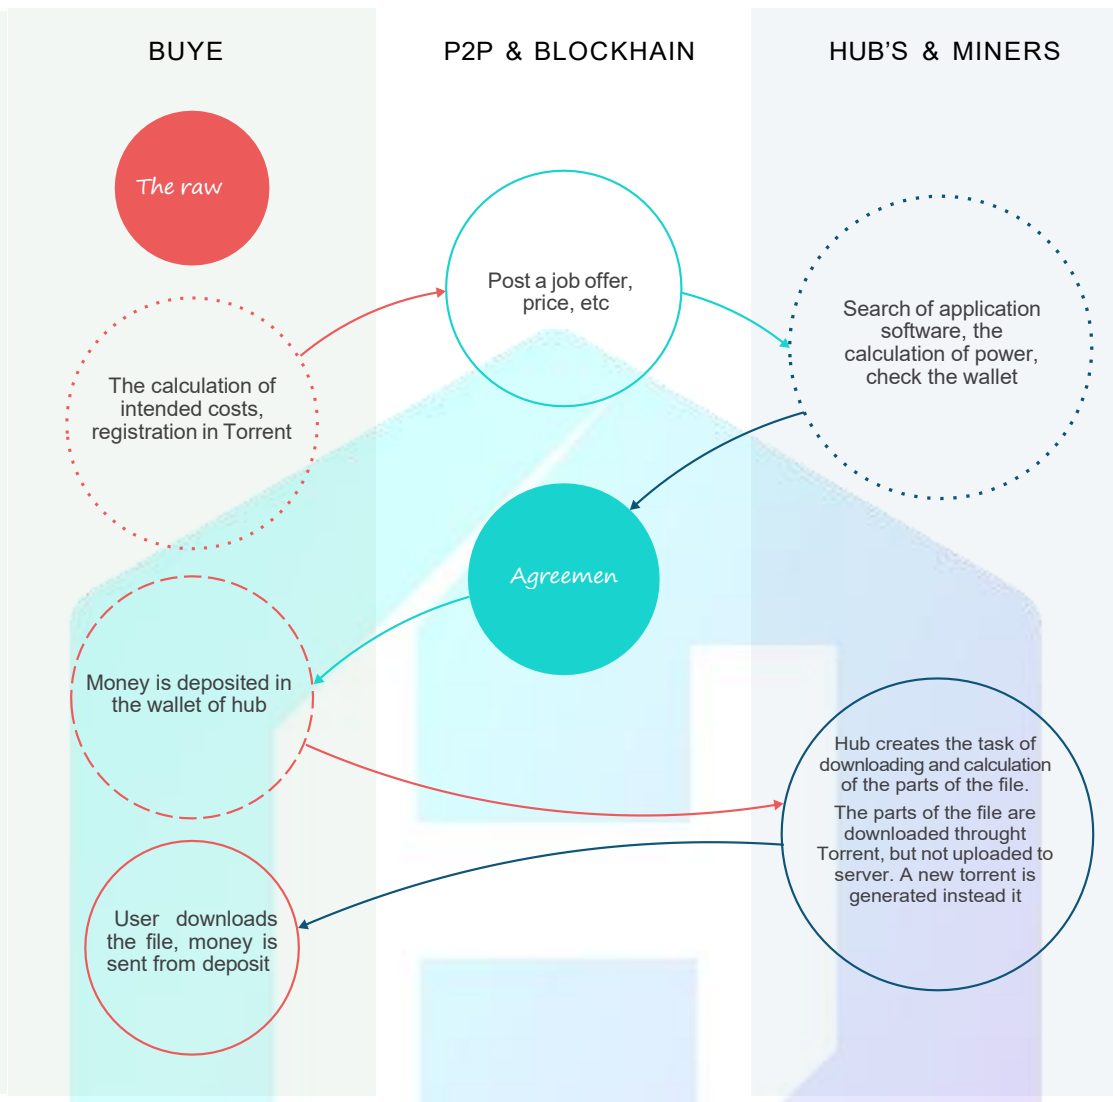 BUYE
P2P & BLOCKHAIN
HUB'S & MINERS
The raw
Post a job offer,
price, etc
Search of application
software, the
calculation of power,
check the wallet
The calculation of
intended costs,
registration in Torrent
Agreemen
Money is deposited in
the wallet of hub
Hub creates the task of
downloading and calculation
of the parts of the file.
The parts of the file are
downloaded throught
Torrent, but not uploaded to
server. A new torrent is
generated instead it
User downloads
the file, money is
sent from deposit